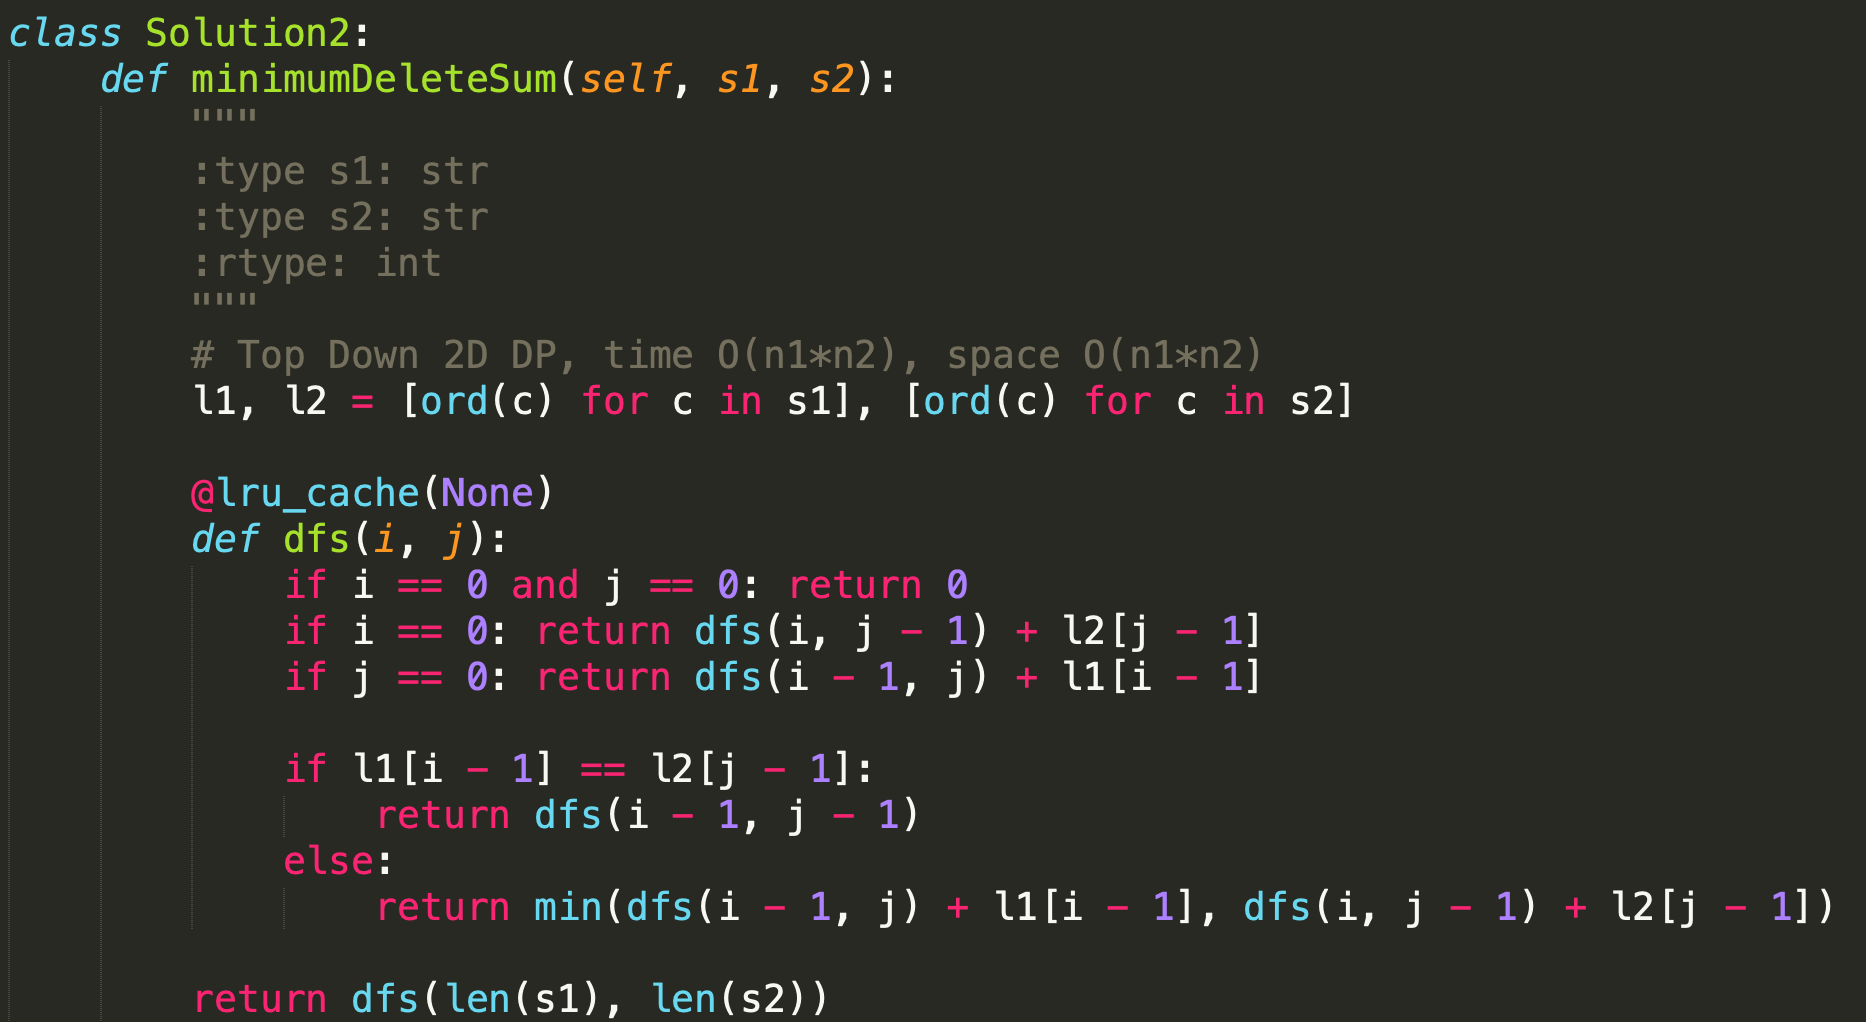 class Solution2:
    def minimumDeleteSum(self, s1, s2):
        """
        :type s1: str
        :type s2: str
        :rtype: int
        """
        # Top Down 2D DP, time O(n1*n2), space O(n1*n2)
        l1, l2 = [ord(c) for c in s1], [ord(c) for c in s2]

        @lru_cache(None)
        def dfs(i, j):
            if i == 0 and j == 0: return 0
            if i == 0: return dfs(i, j - 1) + l2[j - 1]
            if j == 0: return dfs(i - 1, j) + l1[i - 1]

            if l1[i - 1] == l2[j - 1]:
                return dfs(i - 1, j - 1)
            else:
                return min(dfs(i - 1, j) + l1[i - 1], dfs(i, j - 1) + l2[j - 1])

        return dfs(len(s1), len(s2))